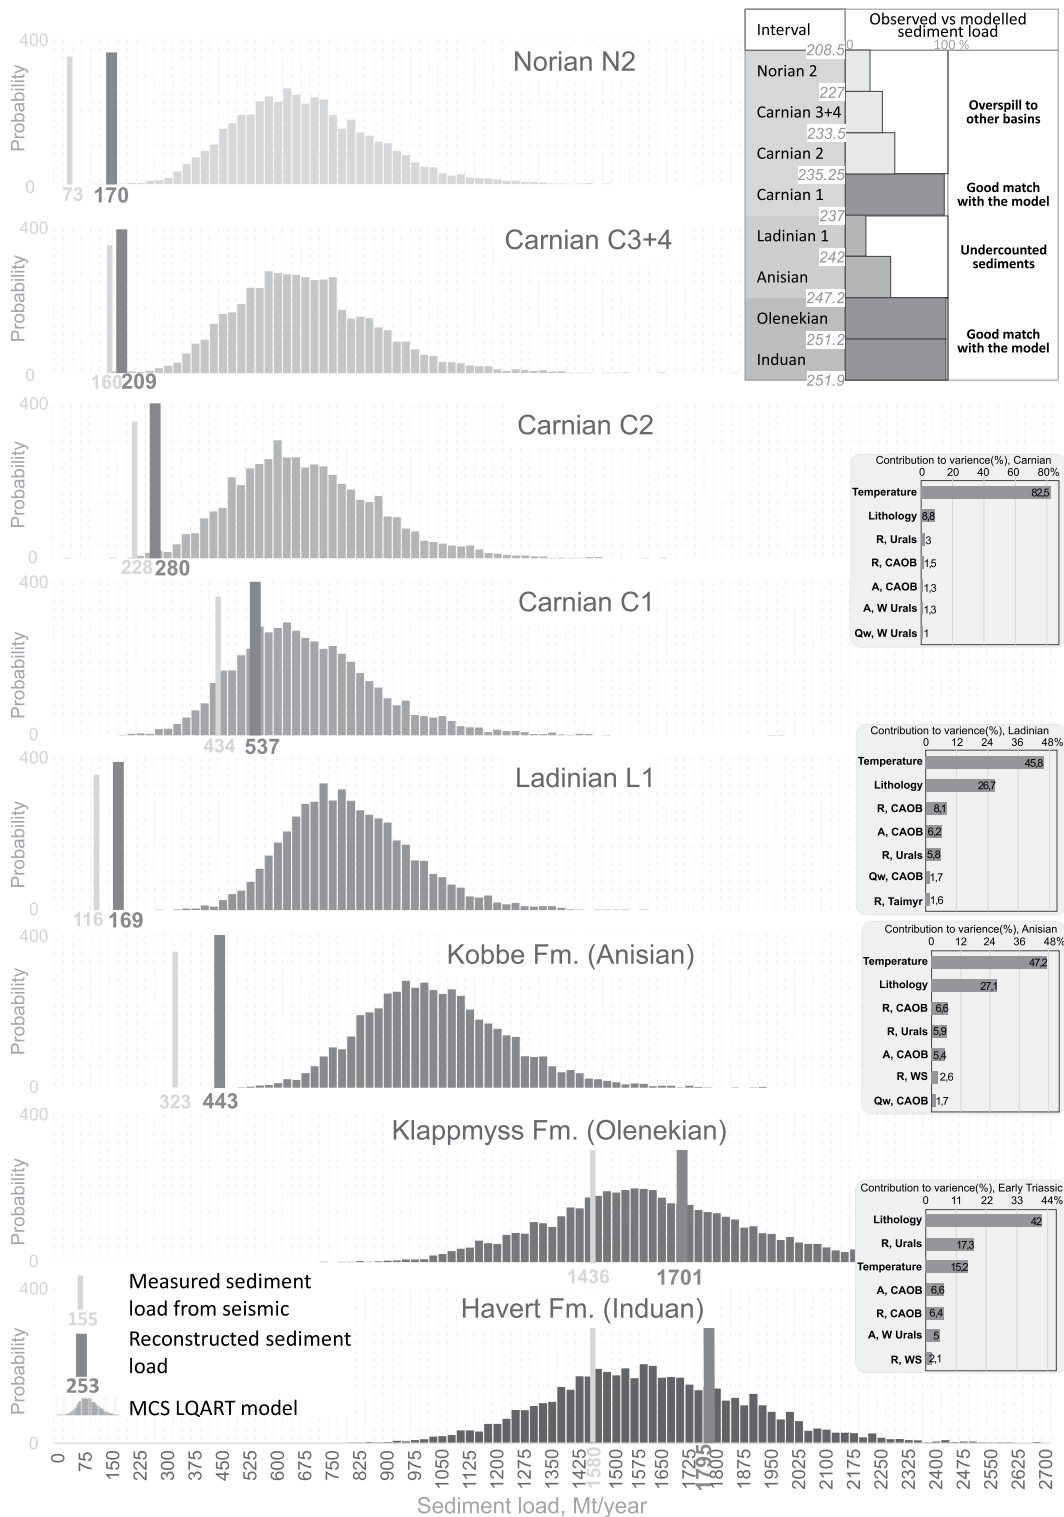 400
Norian N2
Probability
0
73
170
Interval
Observed vs modelled
sediment load
0
100 %
208.5
Norian 2
227
Carnian 3+4
233.5
Carnian 2
235.25
Carnian 1
237
Ladinian 1
242
Anisian
247.2
Olenekian
251.2
Induan
251.9
Overspill to
other basins
Good match
with the model
Undercounted
sediments
Good match
with the model
400
Carnian C3+4
Probability
0
160
209
400
Carnian C2
Probability
0
228
280
Contribution to varience(%), Carnian
0 20 40 60 80%
Temperature 82,5
Lithology 8,8
R, Urals 3
R, CAOB 1,5
A, CAOB 1,3
A, W Urals 1,3
Qw, W Urals 1
400
Carnian C1
Probability
0
434
537
400
Ladinian L1
Probability
0
116
169
Contribution to varience(%), Ladinian
0 12 24 36 48%
Temperature 45,8
Lithology 26,7
R, CAOB 8,1
A, CAOB 6,2
R, Urals 5,8
Qw, CAOB 1,7
R, Taimyr 1,6
400
Kobbe Fm. (Anisian)
Probability
0
323
443
Contribution to varience(%), Anisian
0 12 24 36 48%
Temperature 47,2
Lithology 27,1
R, CAOB 6,6
R, Urals 5,9
A, CAOB 5,4
R, WS 2,6
Qw, CAOB 1,7
400
Klappmyss Fm. (Olenekian)
Probability
0
1436
1701
Contribution to varience(%), Early Triassic
0 11 22 33 44%
Lithology 42
R, Urals 17,3
Temperature 15,2
A, CAOB 6,6
R, CAOB 6,4
A, W Urals 5
R, WS 2,1
400
Havert Fm. (Induan)
Probability
0
1580
1795
155
Measured sediment
load from seismic
Reconstructed sediment
load
253
MCS LQART model
0 75 150 225 300 375 450 525 600 675 750 825 900 975 1050 1125 1200 1275 1350 1425 1500 1575 1650 1725 1800 1875 1950 2025 2100 2175 2250 2325 2400 2475 2550 2625 2700
Sediment load, Mt/year